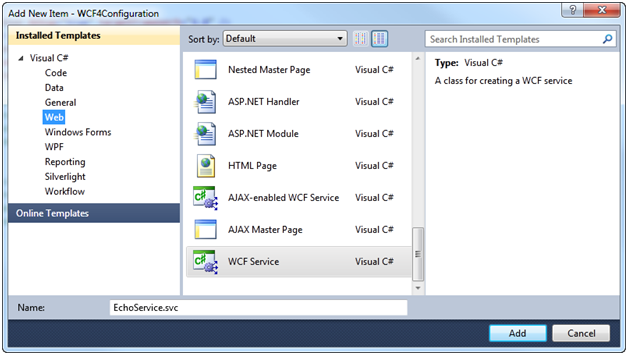 Add New Item - WCF4Configuration
Installed Templates
Sort by: Default
Search Installed Templates
Visual C#
Code
Data
General
Web
Windows Forms
WPF
Reporting
Silverlight
Workflow
Online Templates
Nested Master Page Visual C#
ASP.NET Handler Visual C#
ASP.NET Module Visual C#
HTML Page Visual C#
AJAX-enabled WCF Service Visual C#
AJAX Master Page Visual C#
WCF Service Visual C#
Type: Visual C#
A class for creating a WCF service
Name: EchoService.svc
Add Cancel